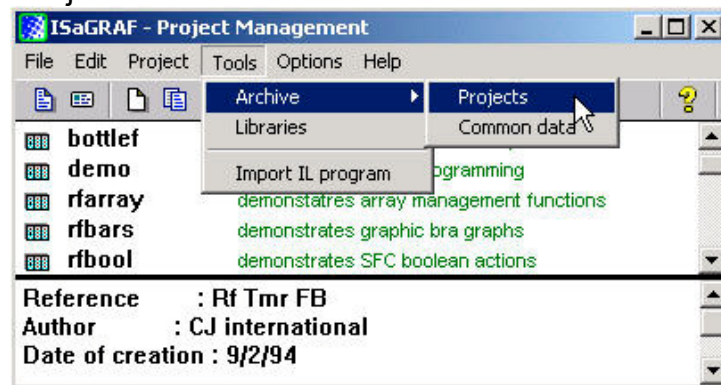 ISaGRAF - Project Management
File Edit Project Tools Options Help
Archive
Projects
Libraries
Common data
Import IL program
bottlef
demo ogramming
rfarray demonstatres array management functions
rfbars demonstrates graphic bra graphs
rfbool demonstrates SFC boolean actions
Reference : Rf Tmr FB
Author : CJ international
Date of creation : 9/2/94